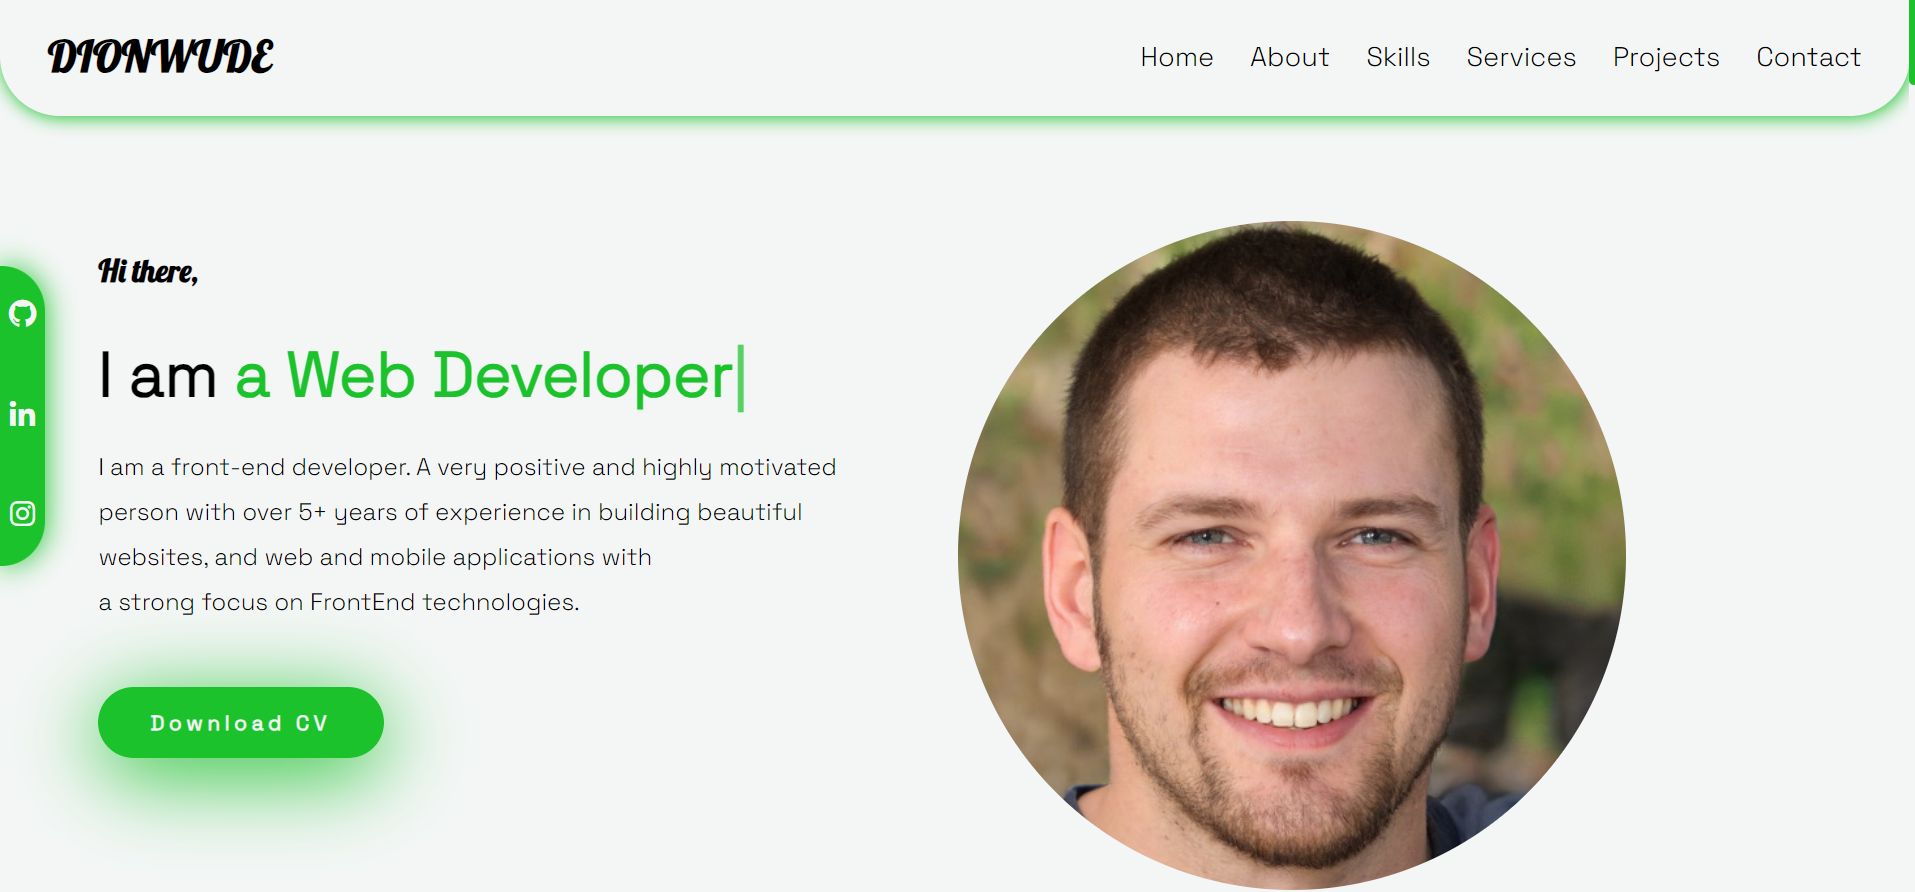 DIONWUDE
Home About Skills Services Projects Contact
Hi there,
I am a Web Developer|
I am a front-end developer. A very positive and highly motivated
person with over 5+ years of experience in building beautiful
websites, and web and mobile applications with
a strong focus on FrontEnd technologies.
Download CV